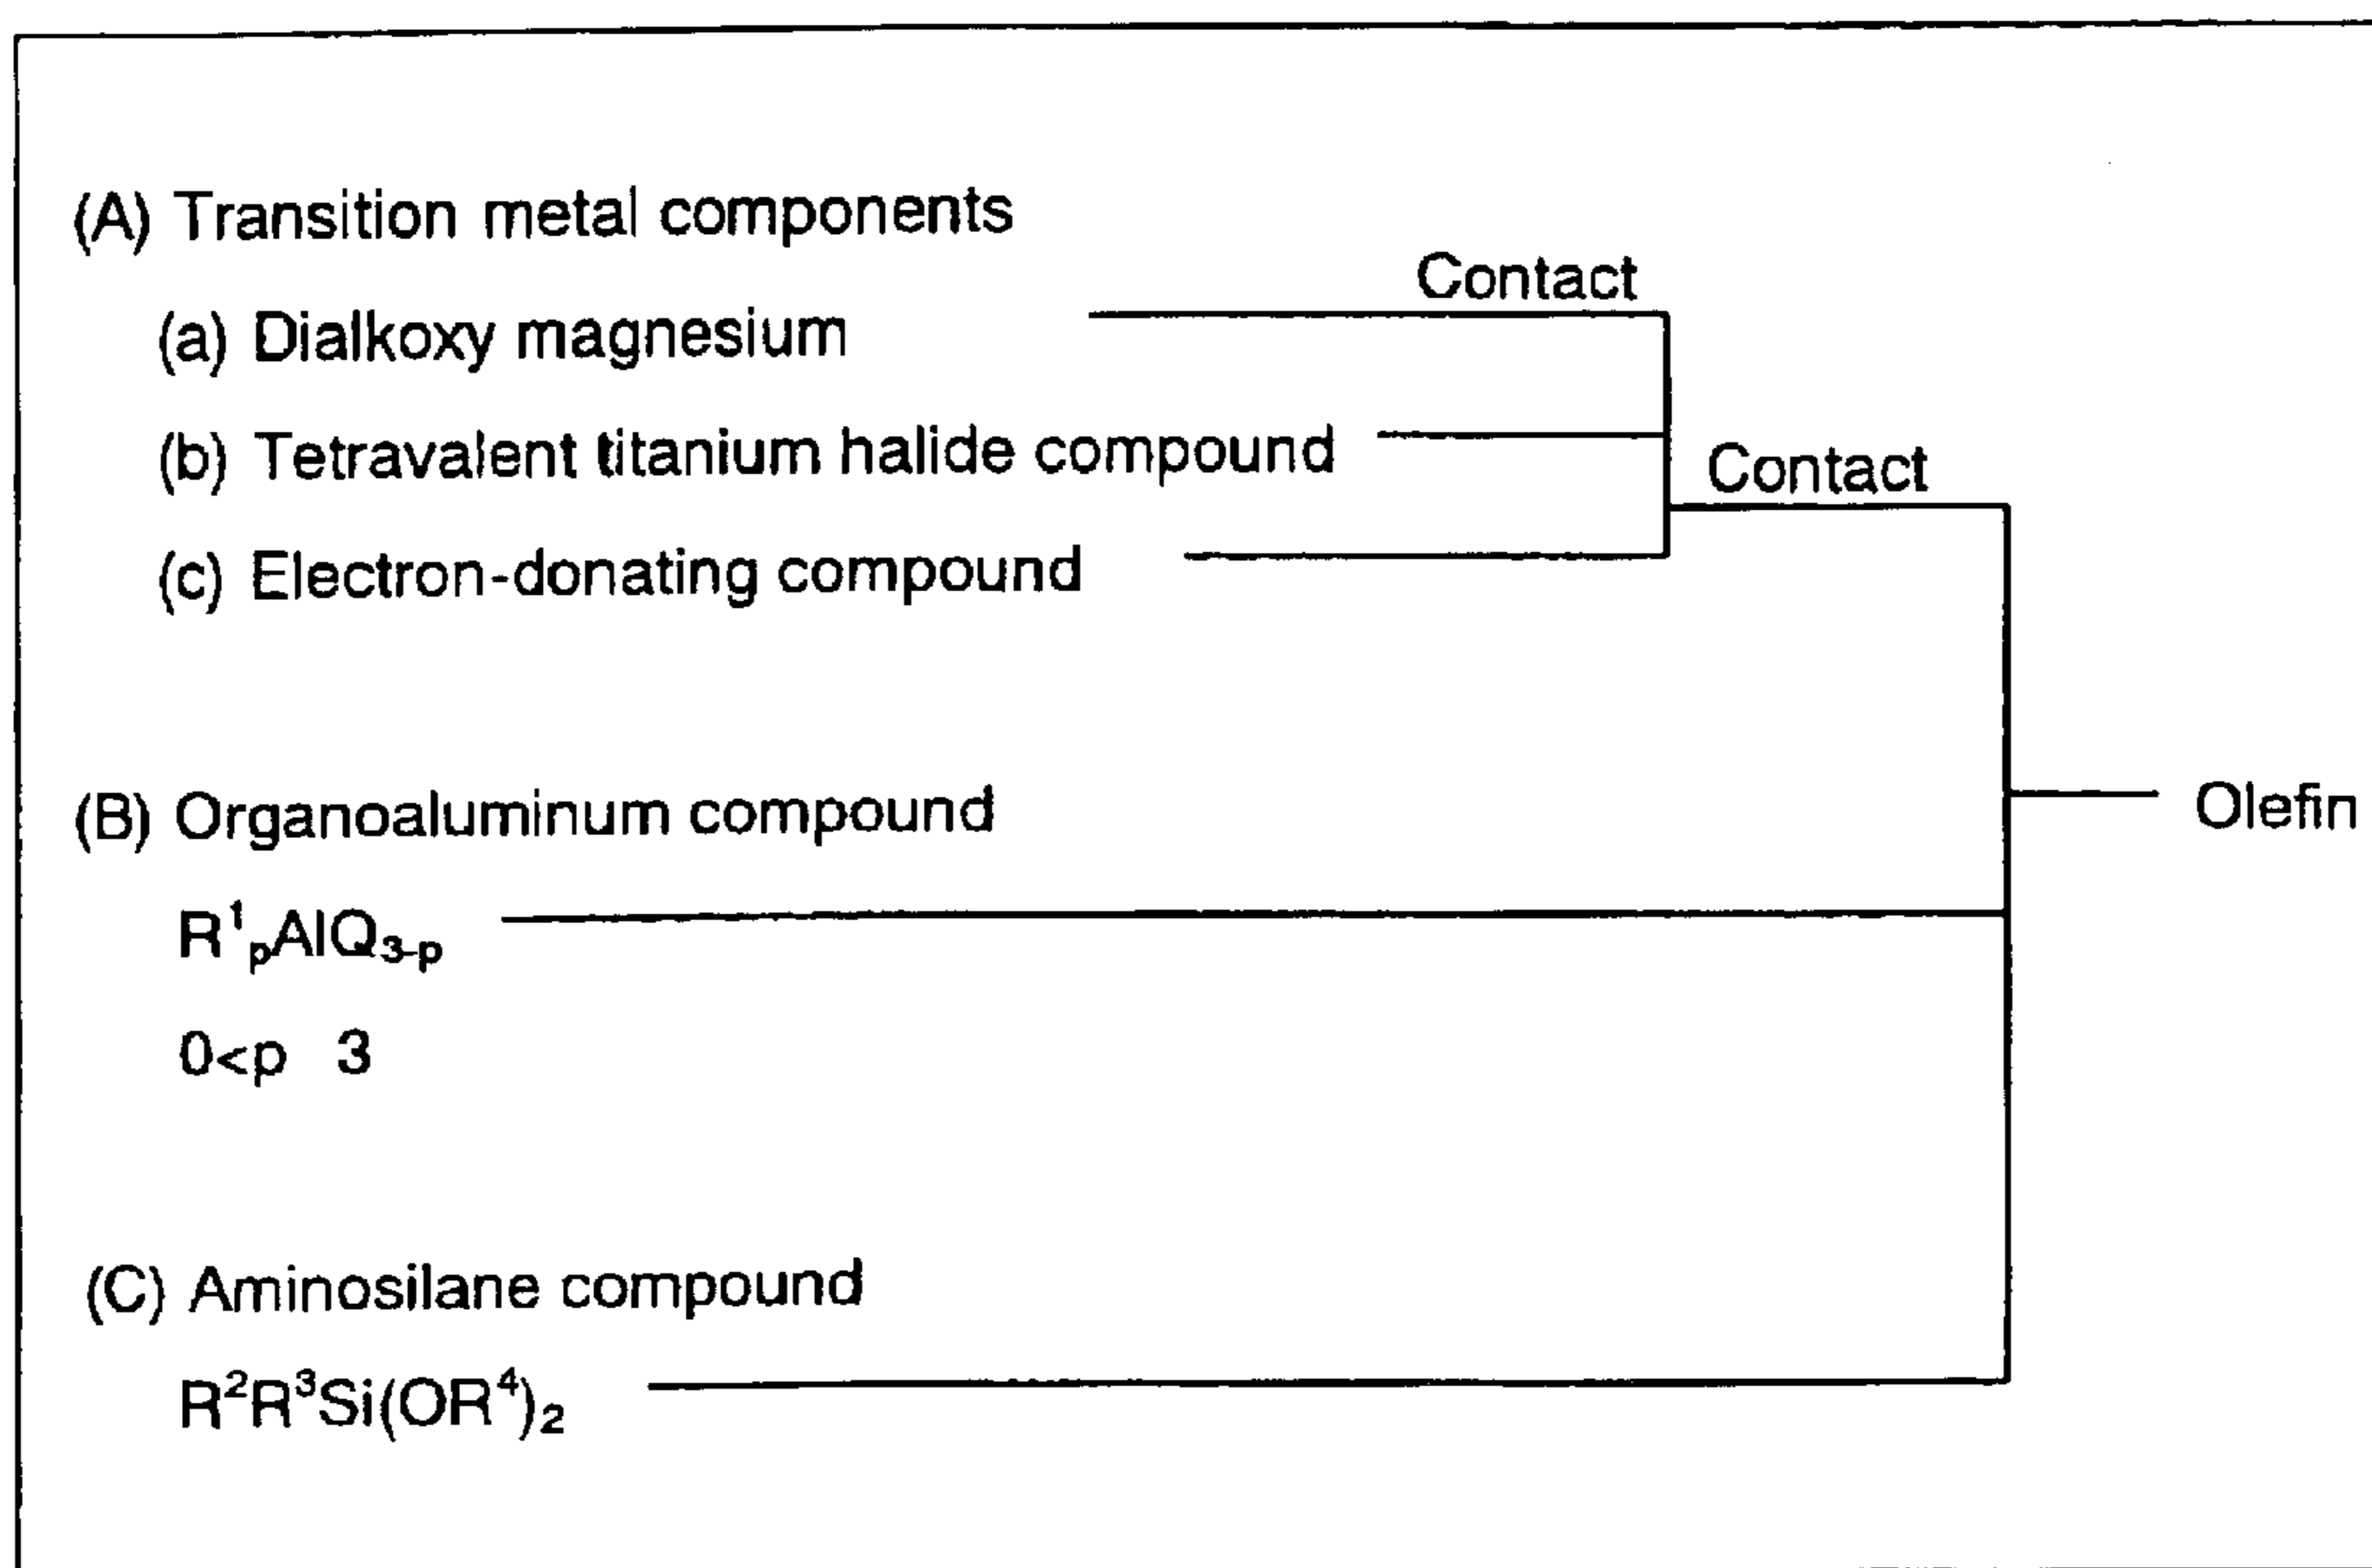 (A) Transition metal components
Contact
(a) Dialkoxy magnesium
(b) Tetravalent titanium halide compound
Contact
(c) Electron-donating compound
(B) Organoaluminum compound
Olefin
R¹ₚAlQ₃₋ₚ
0<p 3
(C) Aminosilane compound
R²R³Si(OR⁴)₂